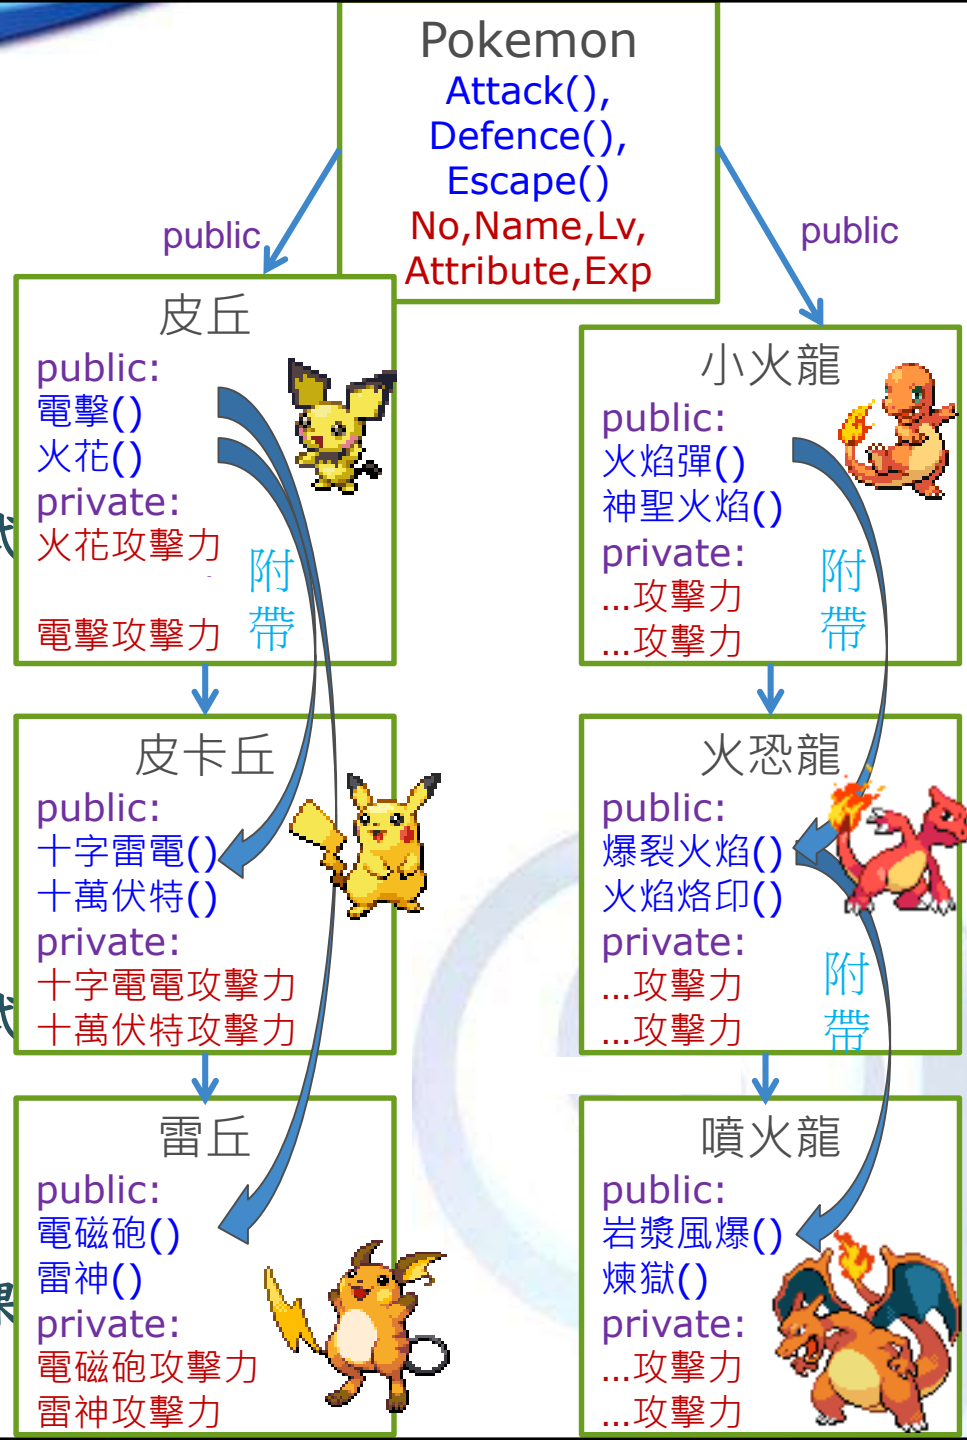 Pokemon
Attack(),
Defence(),
Escape()
No,Name,Lv,
Attribute,Exp
public
public
皮丘
public:
電擊()
火花()
private:
火花攻擊力
電擊攻擊力
附
帶
皮卡丘
public:
十字雷電()
十萬伏特()
private:
十字電電攻擊力
十萬伏特攻擊力
雷丘
public:
電磁砲()
雷神()
private:
電磁砲攻擊力
雷神攻擊力
小火龍
public:
火焰彈()
神聖火焰()
private:
...攻擊力
...攻擊力
附
帶
火恐龍
public:
爆裂火焰()
火焰烙印()
private:
...攻擊力
...攻擊力
附
帶
噴火龍
public:
岩漿風爆()
煉獄()
private:
...攻擊力
...攻擊力